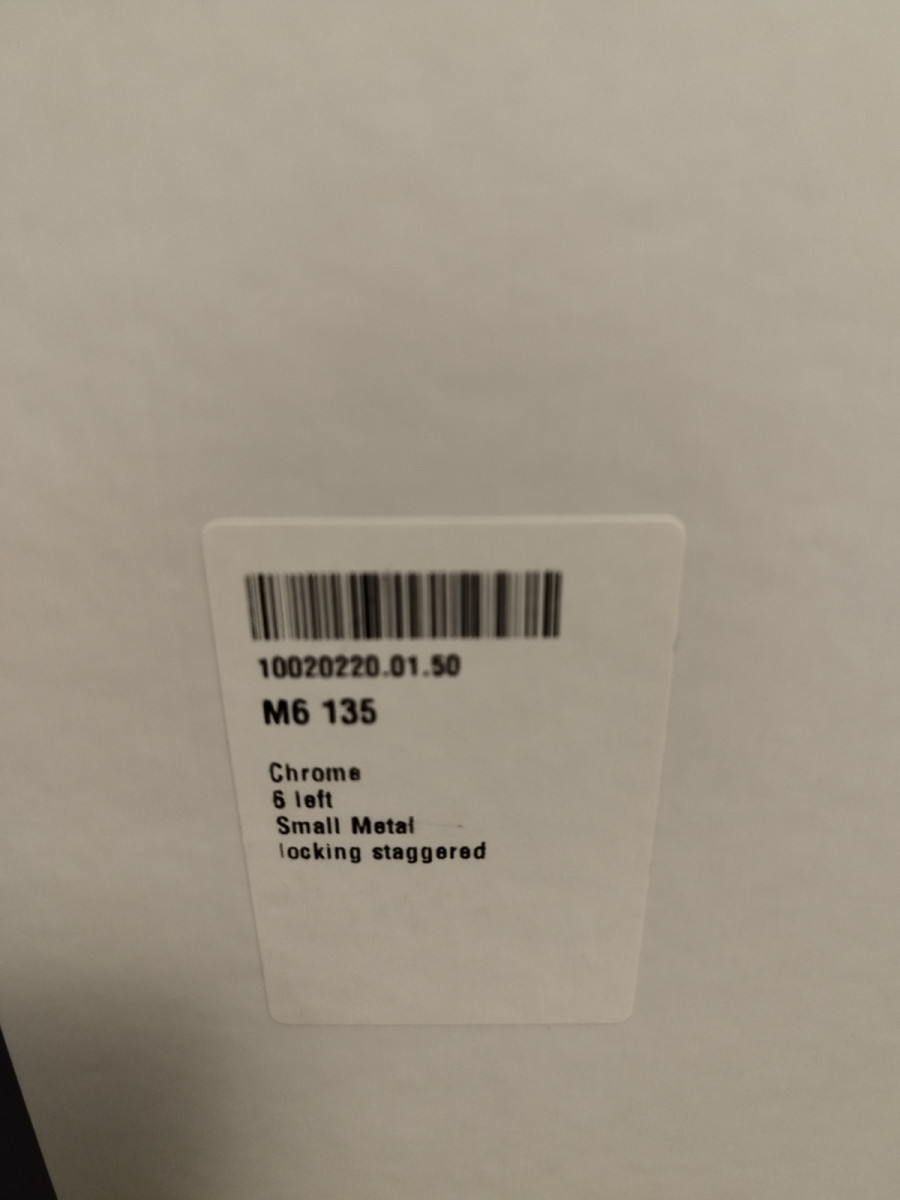 10020220.01.50
M6 135
Chrome
6 left
Small Metal
locking staggered